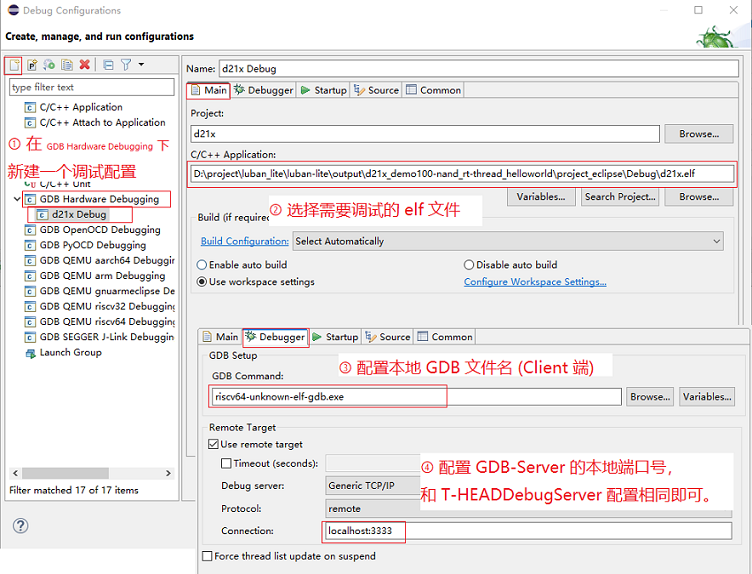 Debug Configurations
Create, manage, and run configurations
type filter text
C/C++ Application
C/C++ Attach to Application
① 在 GDB Hardware Debugging 下
新建一个调试配置
C/C++ Unit
GDB Hardware Debugging
d21x Debug
GDB OpenOCD Debugging
GDB PyOCD Debugging
GDB QEMU aarch64 Debugging
GDB QEMU arm Debugging
GDB QEMU gnuarmeclipse Debugging
GDB QEMU riscv32 Debugging
GDB QEMU riscv64 Debugging
GDB SEGGER J-Link Debugging
Launch Group
Filter matched 17 of 17 items
Name: d21x Debug
Main Debugger Startup Source Common
Project:
d21x Browse...
C/C++ Application:
D:\project\luban_lite\luban-lite\output\d21x_demo100-nand_rt-thread_helloworld\project_eclipse\Debug\d21x.elf
Variables... Search Project... Browse...
② 选择需要调试的 elf 文件
Build (if required
Build Configuration: Select Automatically
Enable auto build Disable auto build
Use workspace settings Configure Workspace Settings...
Main Debugger Startup Source Common
GDB Setup
③ 配置本地 GDB 文件名 (Client 端)
GDB Command:
riscv64-unknown-elf-gdb.exe Browse... Variables...
Remote Target
Use remote target
Timeout (seconds):
④ 配置 GDB-Server 的本地端口号，
和 T-HEADDebugServer 配置相同即可。
Debug server: Generic TCP/IP
Protocol: remote
Connection: localhost:3333
Force thread list update on suspend